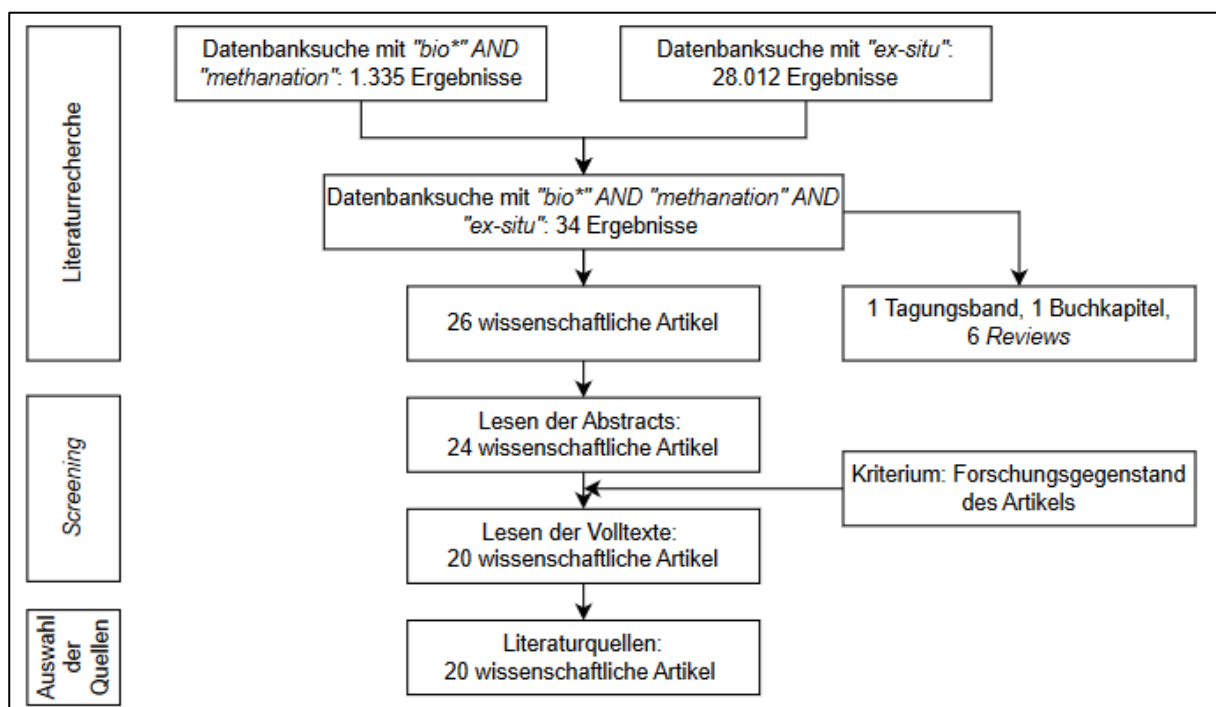 Literaturrecherche
Datenbanksuche mit "bio*" AND
"methanation": 1.335 Ergebnisse
Datenbanksuche mit "ex-situ":
28.012 Ergebnisse
Datenbanksuche mit "bio*" AND "methanation" AND
"ex-situ": 34 Ergebnisse
26 wissenschaftliche Artikel
1 Tagungsband, 1 Buchkapitel,
6 Reviews
Screening
Lesen der Abstracts:
24 wissenschaftliche Artikel
Kriterium: Forschungsgegenstand
des Artikels
Lesen der Volltexte:
20 wissenschaftliche Artikel
Auswahl
der
Quellen
Literaturquellen:
20 wissenschaftliche Artikel